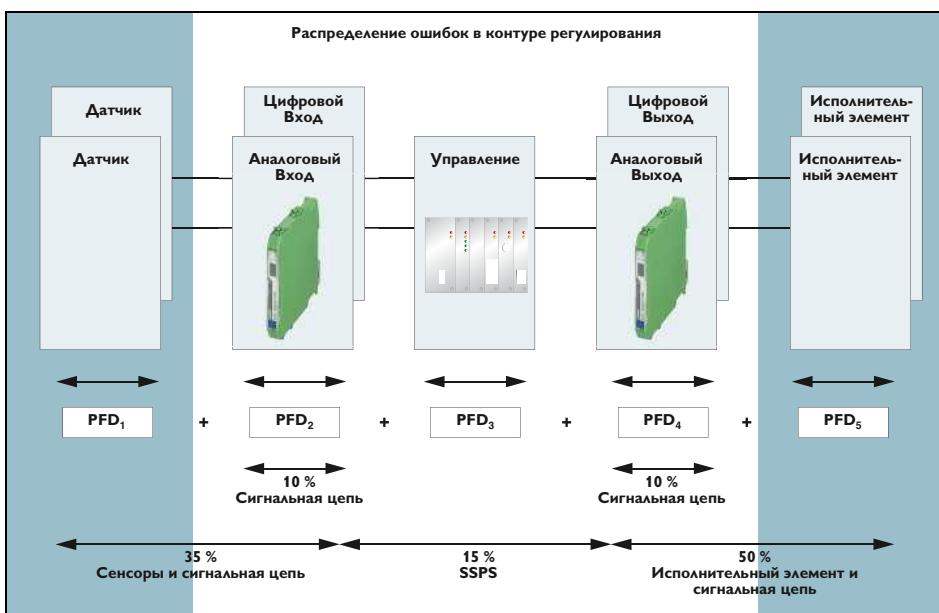 Распределение ошибок в контуре регулирования
Датчик
Датчик
Цифровой
Вход
Аналоговый
Вход
Управление
Цифровой
Выход
Аналоговый
Выход
Исполнитель-
ный элемент
Исполнитель-
ный элемент
PFD₁ + PFD₂ + PFD₃ + PFD₄ + PFD₅
10 %
Сигнальная цепь
10 %
Сигнальная цепь
35 %
Сенсоры и сигнальная цепь
15 %
SSPS
50 %
Исполнительный элемент и
сигнальная цепь